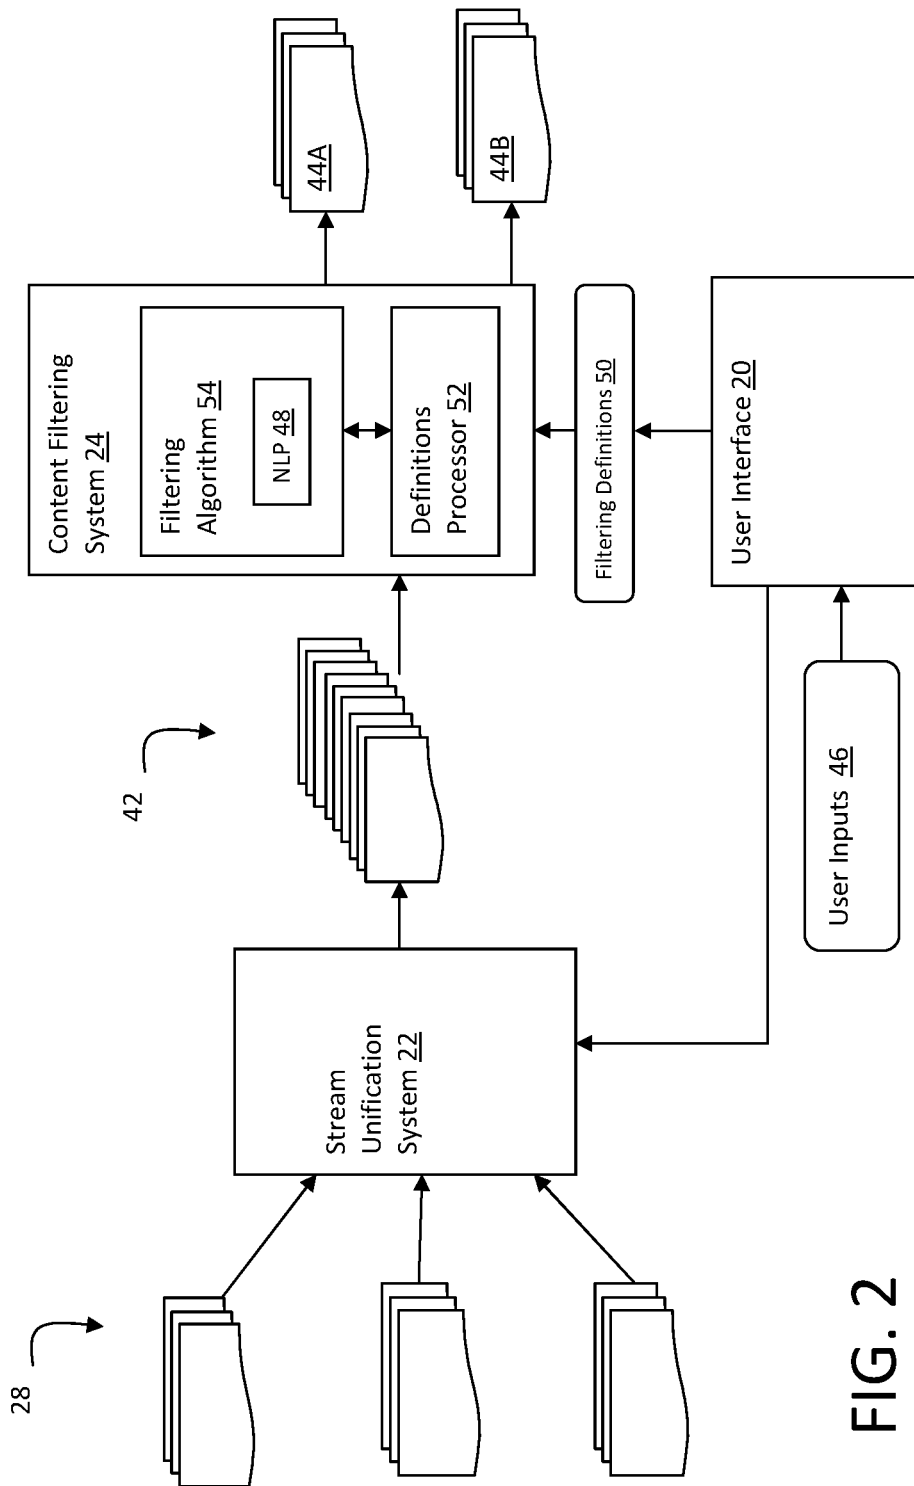 28
Stream
Unification
System 22
42
Content Filtering
System 24
Filtering
Algorithm 54
NLP 48
Definitions
Processor 52
44A
44B
Filtering Definitions 50
User Interface 20
User Inputs 46
FIG. 2